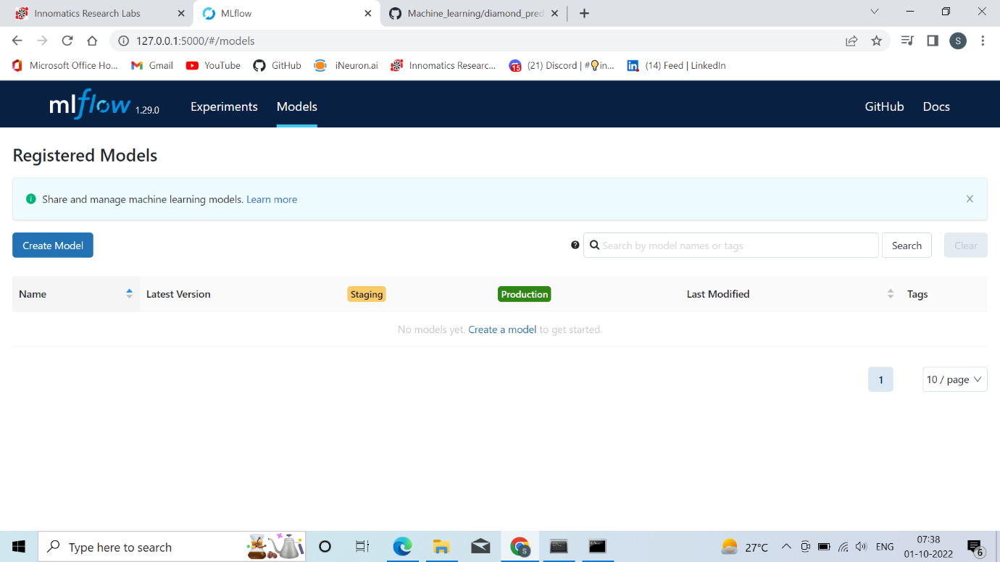 Innomatics Research Labs
MLflow
Machine_learning/diamond_pred
127.0.0.1:5000/#/models
S
Microsoft Office Ho...
Gmail
YouTube
GitHub
iNeuron.ai
Innomatics Researc...
15
(21) Discord | #💡in...
in
(14) Feed | LinkedIn
mlflow 1.29.0
Experiments
Models
GitHub
Docs
Registered Models
Share and manage machine learning models. Learn more
Create Model
Search by model names or tags
Search
Clear
Name
Latest Version
Staging
Production
Last Modified
Tags
No models yet. Create a model to get started.
1
10 / page
Type here to search
S
27°C
ENG
07:38
01-10-2022
6